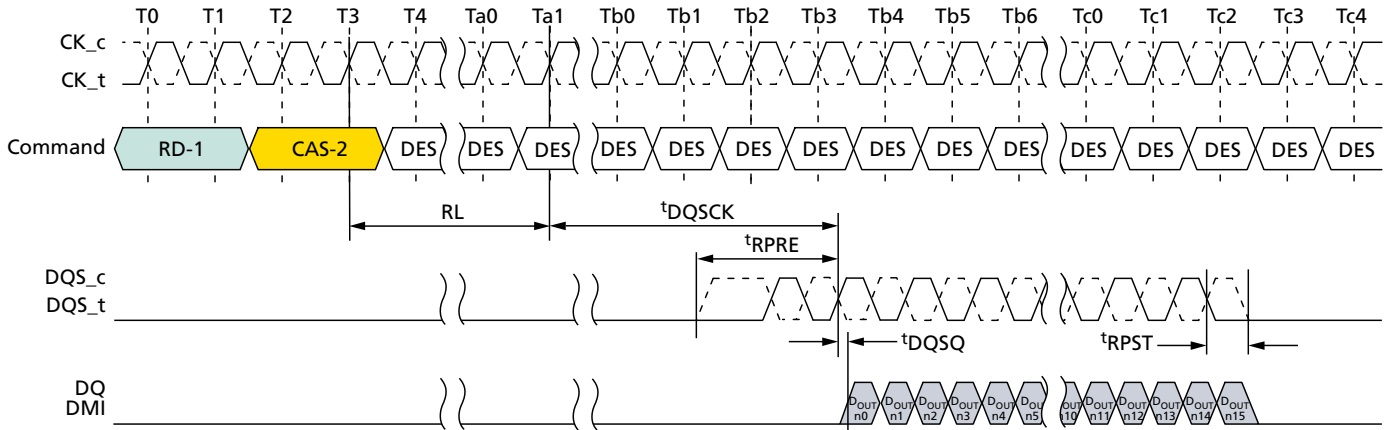 T0 T1 T2 T3 T4 Ta0 Ta1 Tb0 Tb1 Tb2 Tb3 Tb4 Tb5 Tb6 Tc0 Tc1 Tc2 Tc3 Tc4
CK_c
CK_t
Command RD-1 CAS-2 DES DES DES DES DES DES DES DES DES DES DES DES DES DES DES
RL tDQSCK
tRPRE
DQS_c
DQS_t
tDQSQ tRPST
DQ
DMI
DOUT n0 DOUT n1 DOUT n2 DOUT n3 DOUT n4 DOU n5 DOUT n10 DOUT n11 DOUT n12 DOUT n13 DOUT n14 DOUT n15